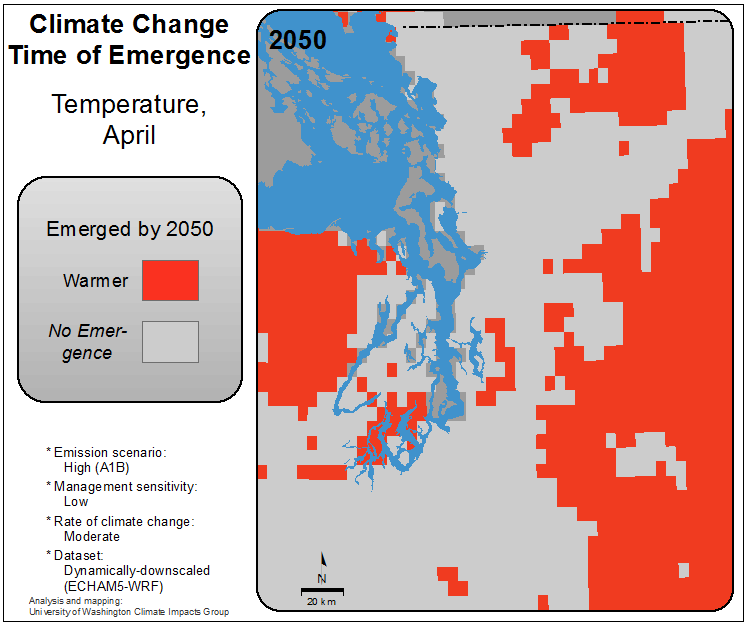 Climate Change
Time of Emergence
Temperature,
April
Emerged by 2050
Warmer
No Emer-
gence
* Emission scenario:
High (A1B)
* Management sensitivity:
Low
* Rate of climate change:
Moderate
* Dataset:
Dynamically-downscaled
(ECHAM5-WRF)
Analysis and mapping:
University of Washington Climate Impacts Group
2050
N
20 km